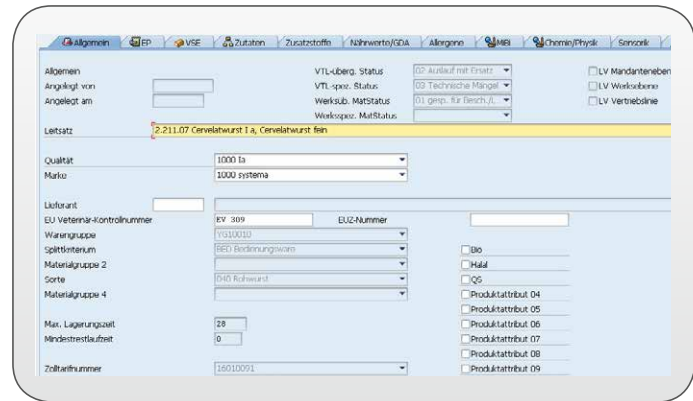 Allgemein EP VSE Zutaten Zusatzstoffe Nährwerte/GDA Allergene MiBi Chemie/Physik Sensorik
Allgemein VTL-überg. Status 02 Auslauf mit Ersatz LV Mandanteneben
Angelegt von VTL-spez. Status 03 Technische Mängel LV Werksebene
Angelegt am Werksüb. MatStatus 01 gesp. für Besch./L LV Vertriebslinie
Werksspez. MatStatus
Leitsatz 2.211.07 Cervelatwurst I a, Cervelatwurst fein
Qualität 1000 Ia
Marke 1000 systema
Lieferant
EU Veterinär-Kontrollnummer EV 309 EUZ-Nummer
Warengruppe YG10010
Splittkriterium BED Bedienungsware Bio
Materialgruppe 2 Halal
Sorte 040 Rohwurst QS
Materialgruppe 4 Produktattribut 04
Produktattribut 05
Max. Lagerungszeit 28 Produktattribut 06
Mindestrestlaufzeit 0 Produktattribut 07
Produktattribut 08
Zolltarifnummer 16010091 Produktattribut 09